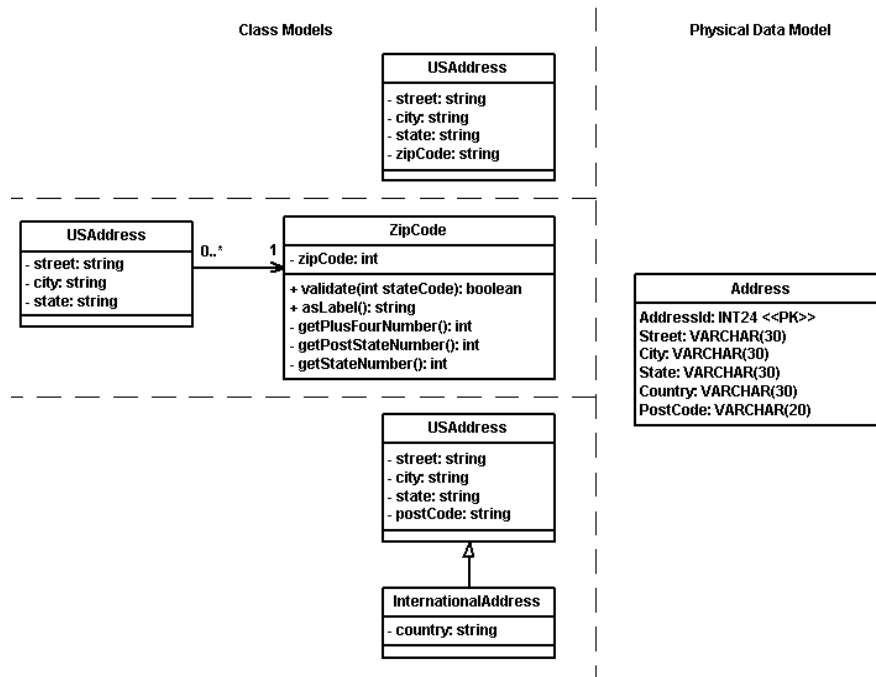 Class Models
Physical Data Model
USAddress
- street: string
- city: string
- state: string
- zipCode: string
USAddress
- street: string
- city: string
- state: string
0..*
1
ZipCode
- zipCode: int
+ validate(int stateCode): boolean
+ asLabel(): string
- getPlusFourNumber(): int
- getPostStateNumber(): int
- getStateNumber(): int
Address
AddressId: INT24 <<PK>>
Street: VARCHAR(30)
City: VARCHAR(30)
State: VARCHAR(30)
Country: VARCHAR(30)
PostCode: VARCHAR(20)
USAddress
- street: string
- city: string
- state: string
- postCode: string
InternationalAddress
- country: string